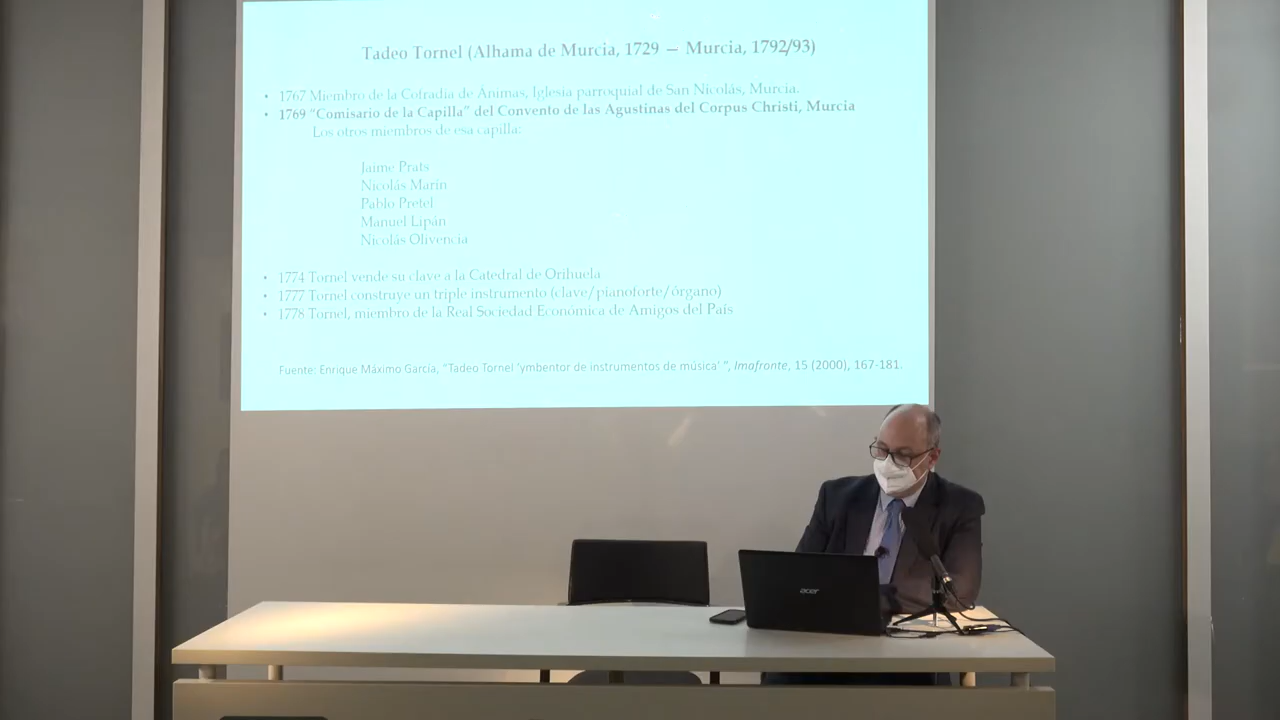 Tadeo Tornel (Alhama de Murcia, 1729 – Murcia, 1792/93)
• 1767 Miembro de la Cofradía de Ánimas, Iglesia parroquial de San Nicolás, Murcia.
• 1769 "Comisario de la Capilla" del Convento de las Agustinas del Corpus Christi, Murcia
Los otros miembros de esa capilla:
Jaime Prats
Nicolás Marín
Pablo Pretel
Manuel Lipán
Nicolás Olivencia
• 1774 Tornel vende su clave a la Catedral de Orihuela
• 1777 Tornel construye un triple instrumento (clave/pianoforte/órgano)
• 1778 Tornel, miembro de la Real Sociedad Económica de Amigos del País
Fuente: Enrique Máximo García, "Tadeo Tornel 'ymbentor de instrumentos de música' ", Imafronte, 15 (2000), 167-181.
acer